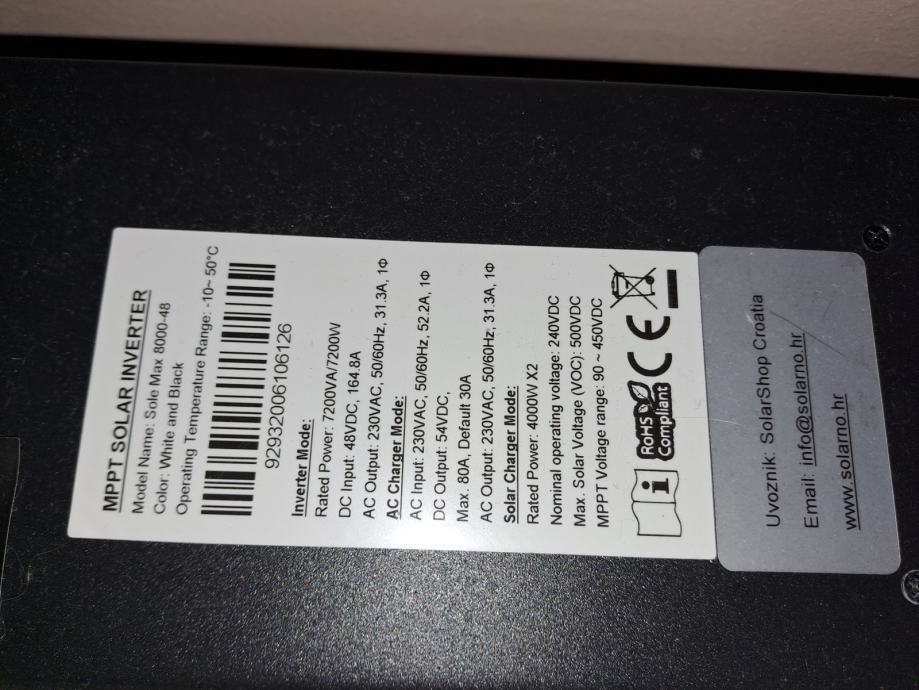 MPPT SOLAR INVERTER
Model Name: Sole Max 8000-48
Color: White and Black
Operating Temperature Range: -10~ 50°C
92932006106126
Inverter Mode:
Rated Power: 7200VA/7200W
DC Input: 48VDC, 164.8A
AC Output: 230VAC, 50/60Hz, 31.3A, 1Φ
AC Charger Mode:
AC Input: 230VAC, 50/60Hz, 52.2A, 1Φ
DC Output: 54VDC,
Max. 80A, Default 30A
AC Output: 230VAC, 50/60Hz, 31.3A, 1Φ
Solar Charger Mode:
Rated Power: 4000W X2
Nominal operating voltage: 240VDC
Max. Solar Voltage (VOC): 500VDC
MPPT Voltage range: 90 ~ 450VDC
i RoHS CE
Compliant
Uvoznik: SolarShop Croatia
Email: info@solarno.hr
www.solarno.hr